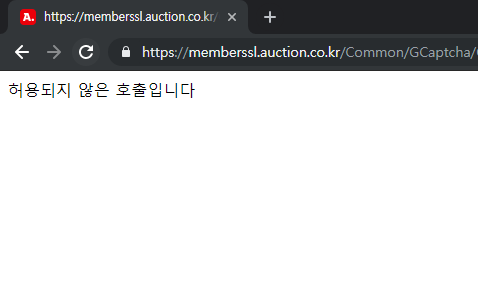 A. https://memberssl.auction.co.kr/
https://memberssl.auction.co.kr/Common/GCaptcha/
허용되지 않은 호출입니다